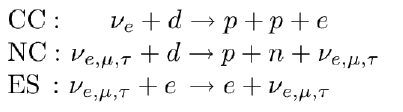 CC : ν_e + d → p + p + e
NC : ν_{e,μ,τ} + d → p + n + ν_{e,μ,τ}
ES : ν_{e,μ,τ} + e → e + ν_{e,μ,τ}